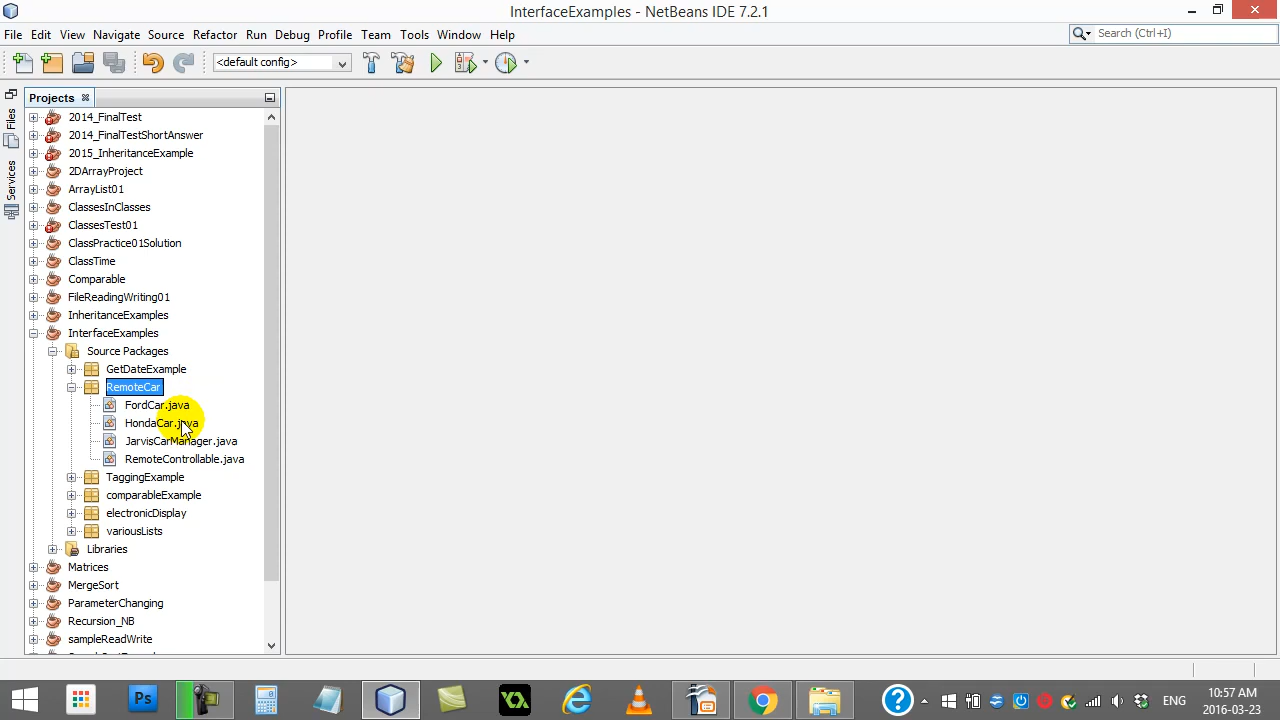 InterfaceExamples - NetBeans IDE 7.2.1
File Edit View Navigate Source Refactor Run Debug Profile Team Tools Window Help
Search (Ctrl+I)
<default config>
Projects
Files
Services
2014_FinalTest
2014_FinalTestShortAnswer
2015_InheritanceExample
2DArrayProject
ArrayList01
ClassesInClasses
ClassesTest01
ClassPractice01Solution
ClassTime
Comparable
FileReadingWriting01
InheritanceExamples
InterfaceExamples
Source Packages
GetDateExample
RemoteCar
FordCar.java
HondaCar.java
JarvisCarManager.java
RemoteControllable.java
TaggingExample
comparableExample
electronicDisplay
variousLists
Libraries
Matrices
MergeSort
ParameterChanging
Recursion_NB
sampleReadWrite
Ps
ENG
10:57 AM
2016-03-23